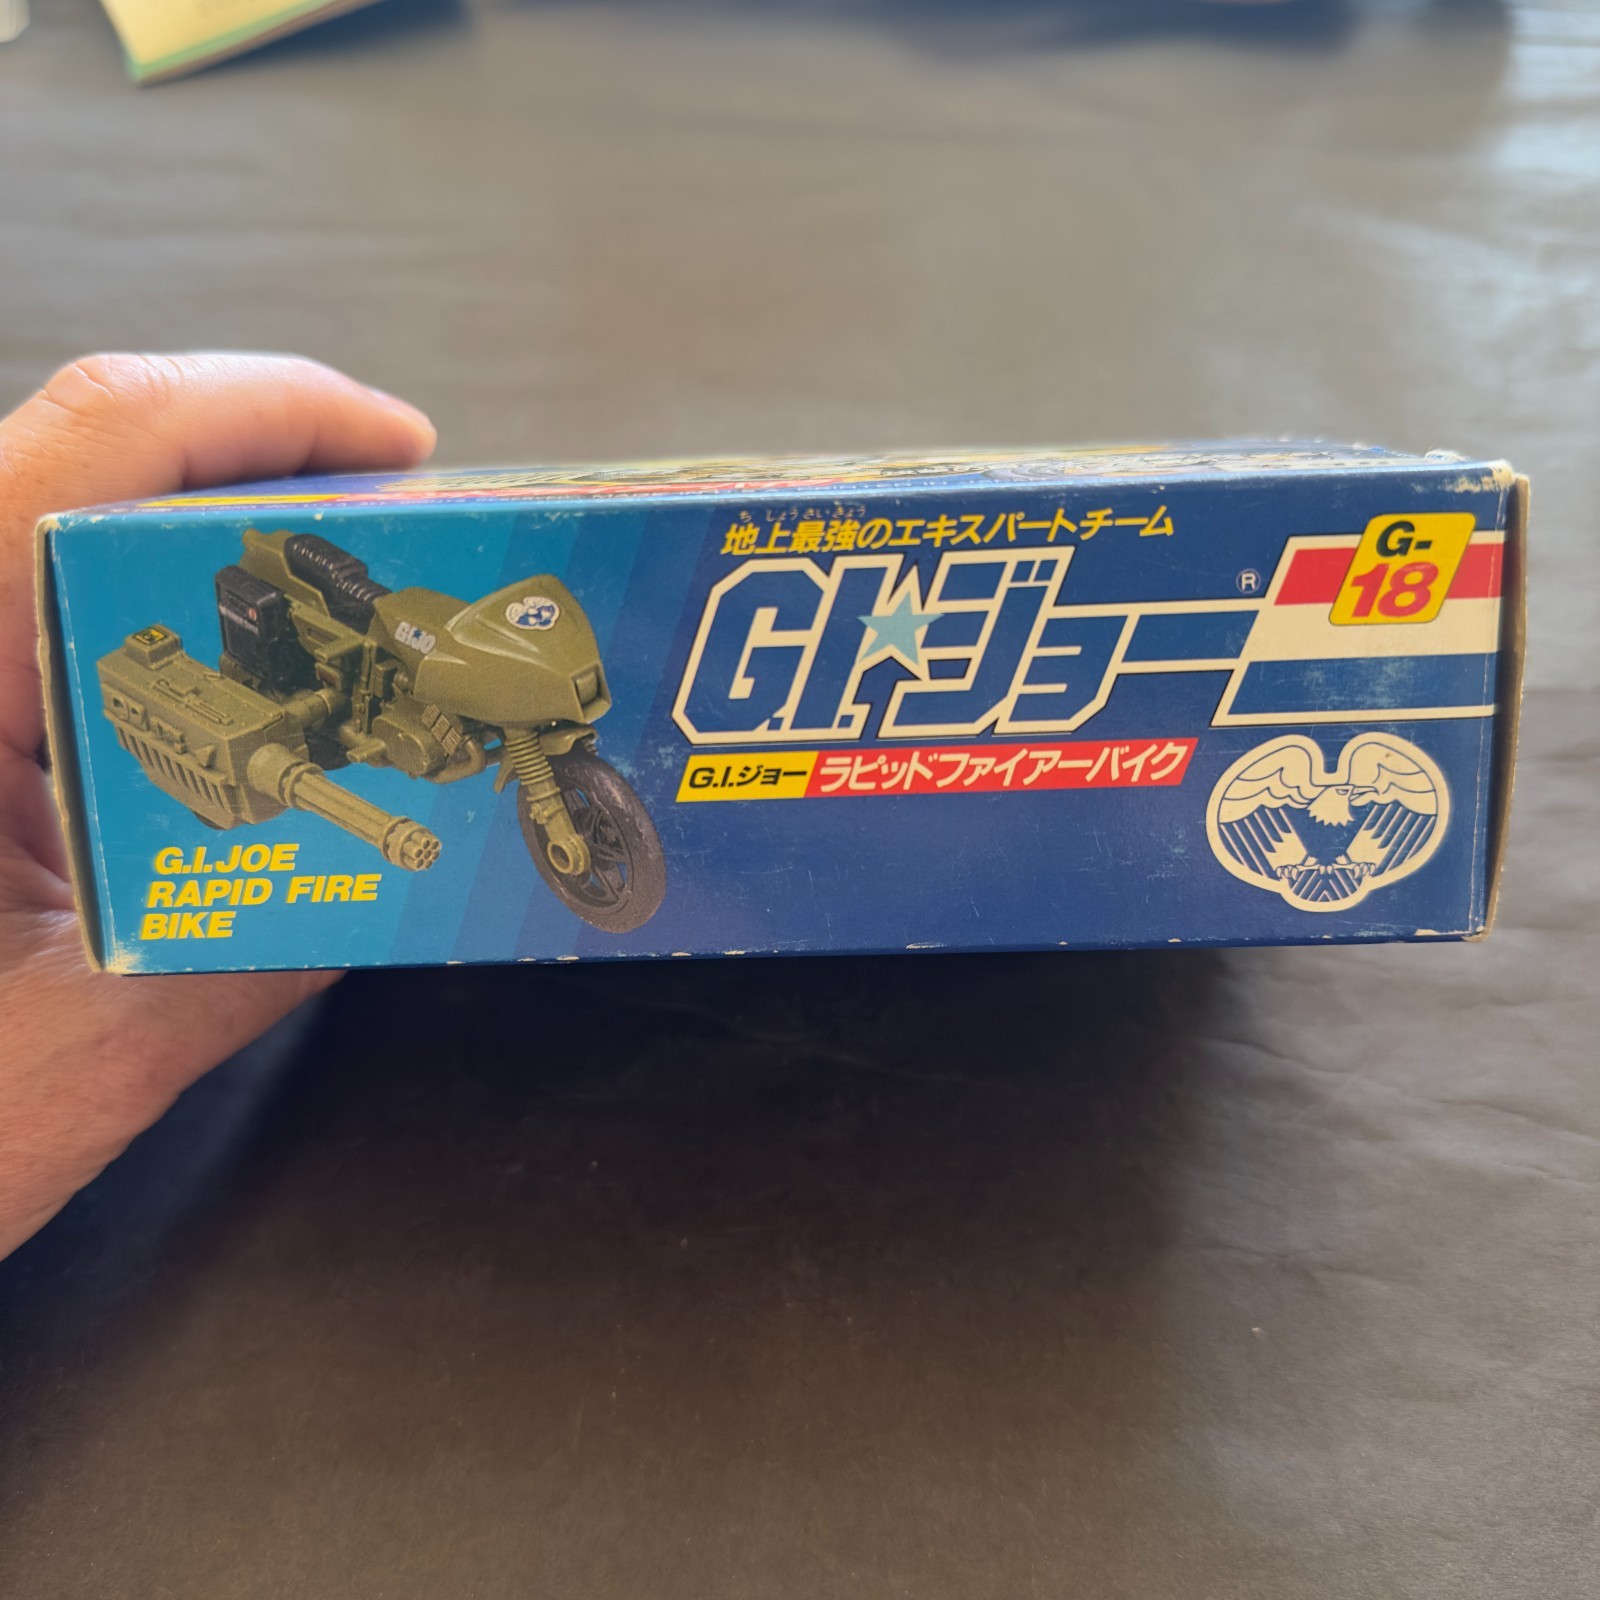 ち じょう さい きょう
地上最強のエキスパートチーム
G.I.ジョー
®
G-
18
G.I.ジョー ラピッドファイアーバイク
G.I.JOE
G.I.JOE
RAPID FIRE
BIKE